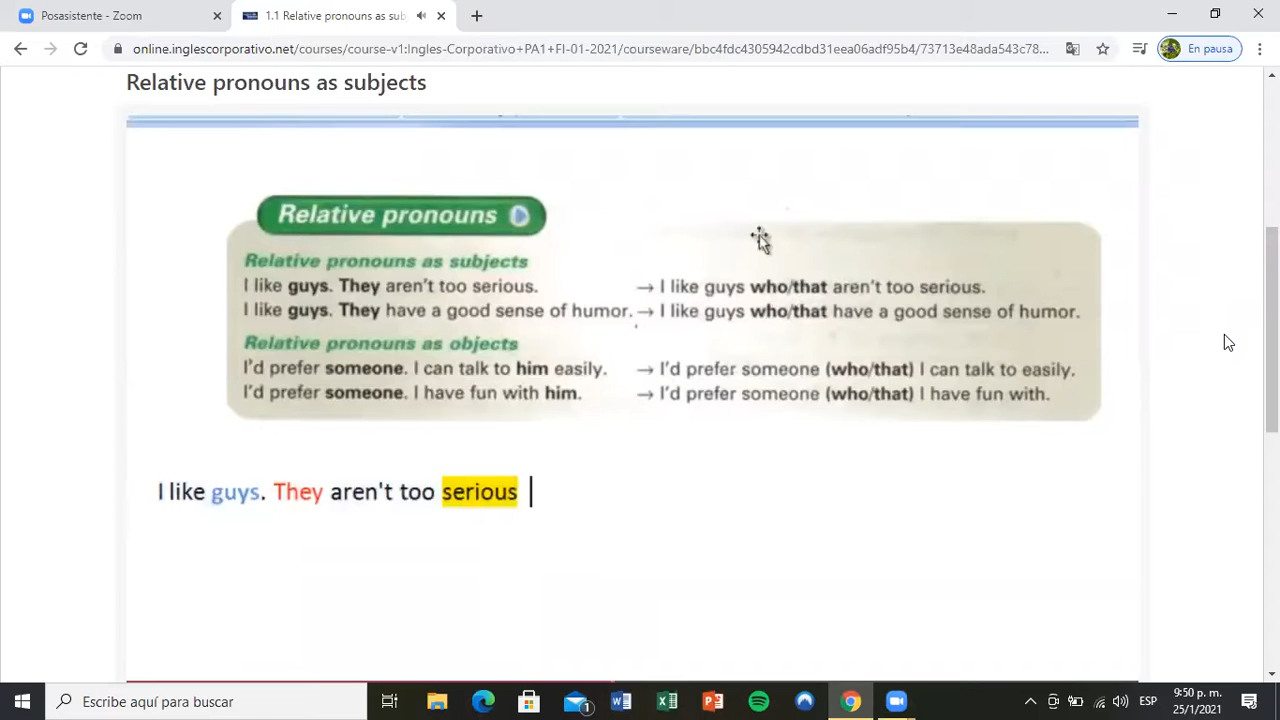 Posasistente - Zoom
1.1 Relative pronouns as sub
online.inglescorporativo.net/courses/course-v1:Ingles-Corporativo+PA1+FI-01-2021/courseware/bbc4fdc4305942cdbd31eea06adf95b4/73713e48ada543c78...
En pausa
Relative pronouns as subjects
Relative pronouns
Relative pronouns as subjects
I like guys. They aren't too serious. → I like guys who/that aren't too serious.
I like guys. They have a good sense of humor. → I like guys who/that have a good sense of humor.
Relative pronouns as objects
I'd prefer someone. I can talk to him easily. → I'd prefer someone (who/that) I can talk to easily.
I'd prefer someone. I have fun with him. → I'd prefer someone (who/that) I have fun with.
I like guys. They aren't too serious
Escribe aquí para buscar
1
ESP
9:50 p. m.
25/1/2021